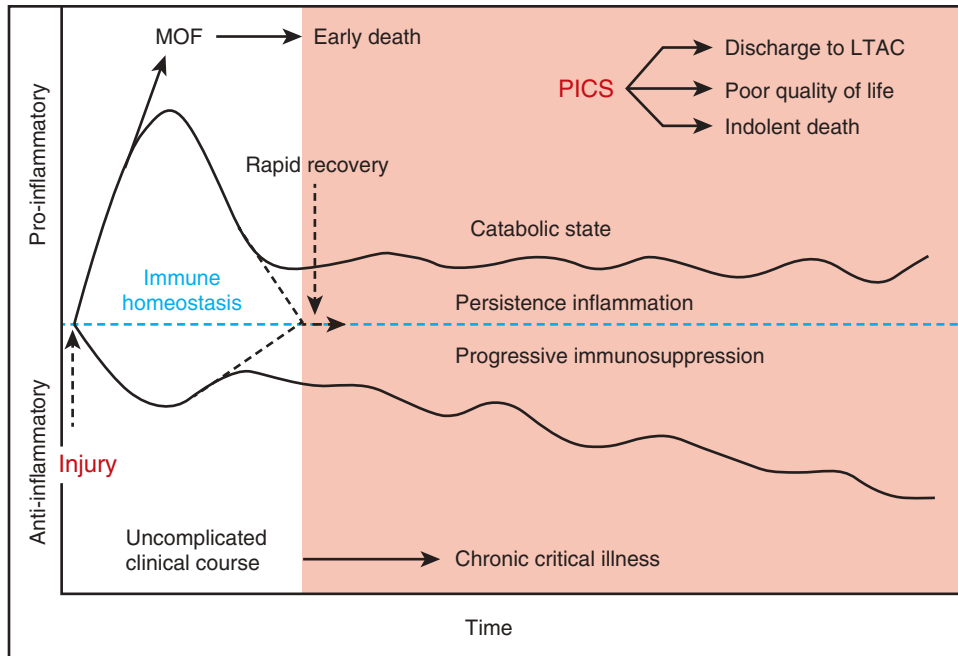 MOF
Early death
PICS
Discharge to LTAC
Poor quality of life
Indolent death
Pro-inflammatory
Rapid recovery
Catabolic state
Immune
homeostasis
Persistence inflammation
Progressive immunosuppression
Anti-inflammatory
Injury
Uncomplicated
clinical course
Chronic critical illness
Time